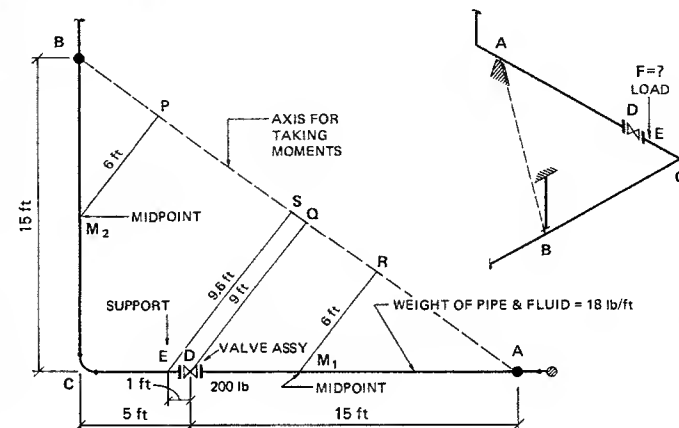 B
P
AXIS FOR
TAKING
MOMENTS
6 ft
15 ft
MIDPOINT
M2
S
Q
9.6 ft
9 ft
R
6 ft
WEIGHT OF PIPE & FLUID = 18 lb/ft
SUPPORT
VALVE ASSY
E
D
M1
A
C
1 ft
200 lb
MIDPOINT
5 ft
15 ft
A
F=?
LOAD
D
E
C
B